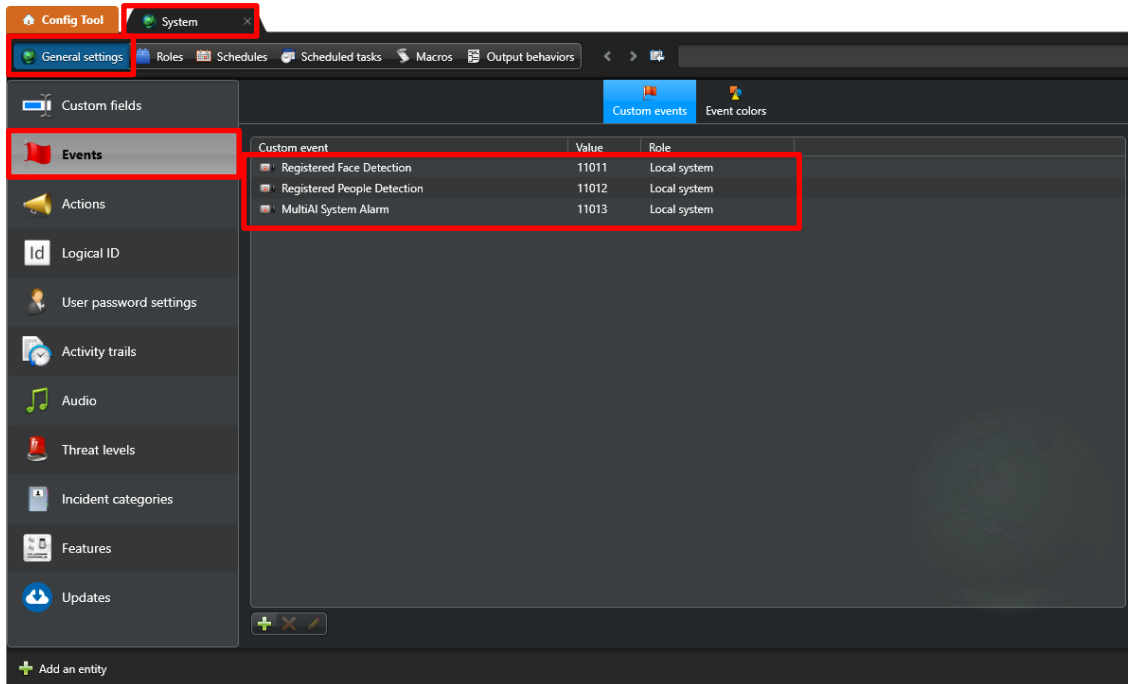 Config Tool
System
General settings
Roles
Schedules
Scheduled tasks
Macros
Output behaviors
Custom fields
Events
Actions
Id
Logical ID
User password settings
Activity trails
Audio
Threat levels
Incident categories
Features
Updates
Custom events
Event colors
Custom event Value Role
Registered Face Detection 11011 Local system
Registered People Detection 11012 Local system
MultiAI System Alarm 11013 Local system
Add an entity